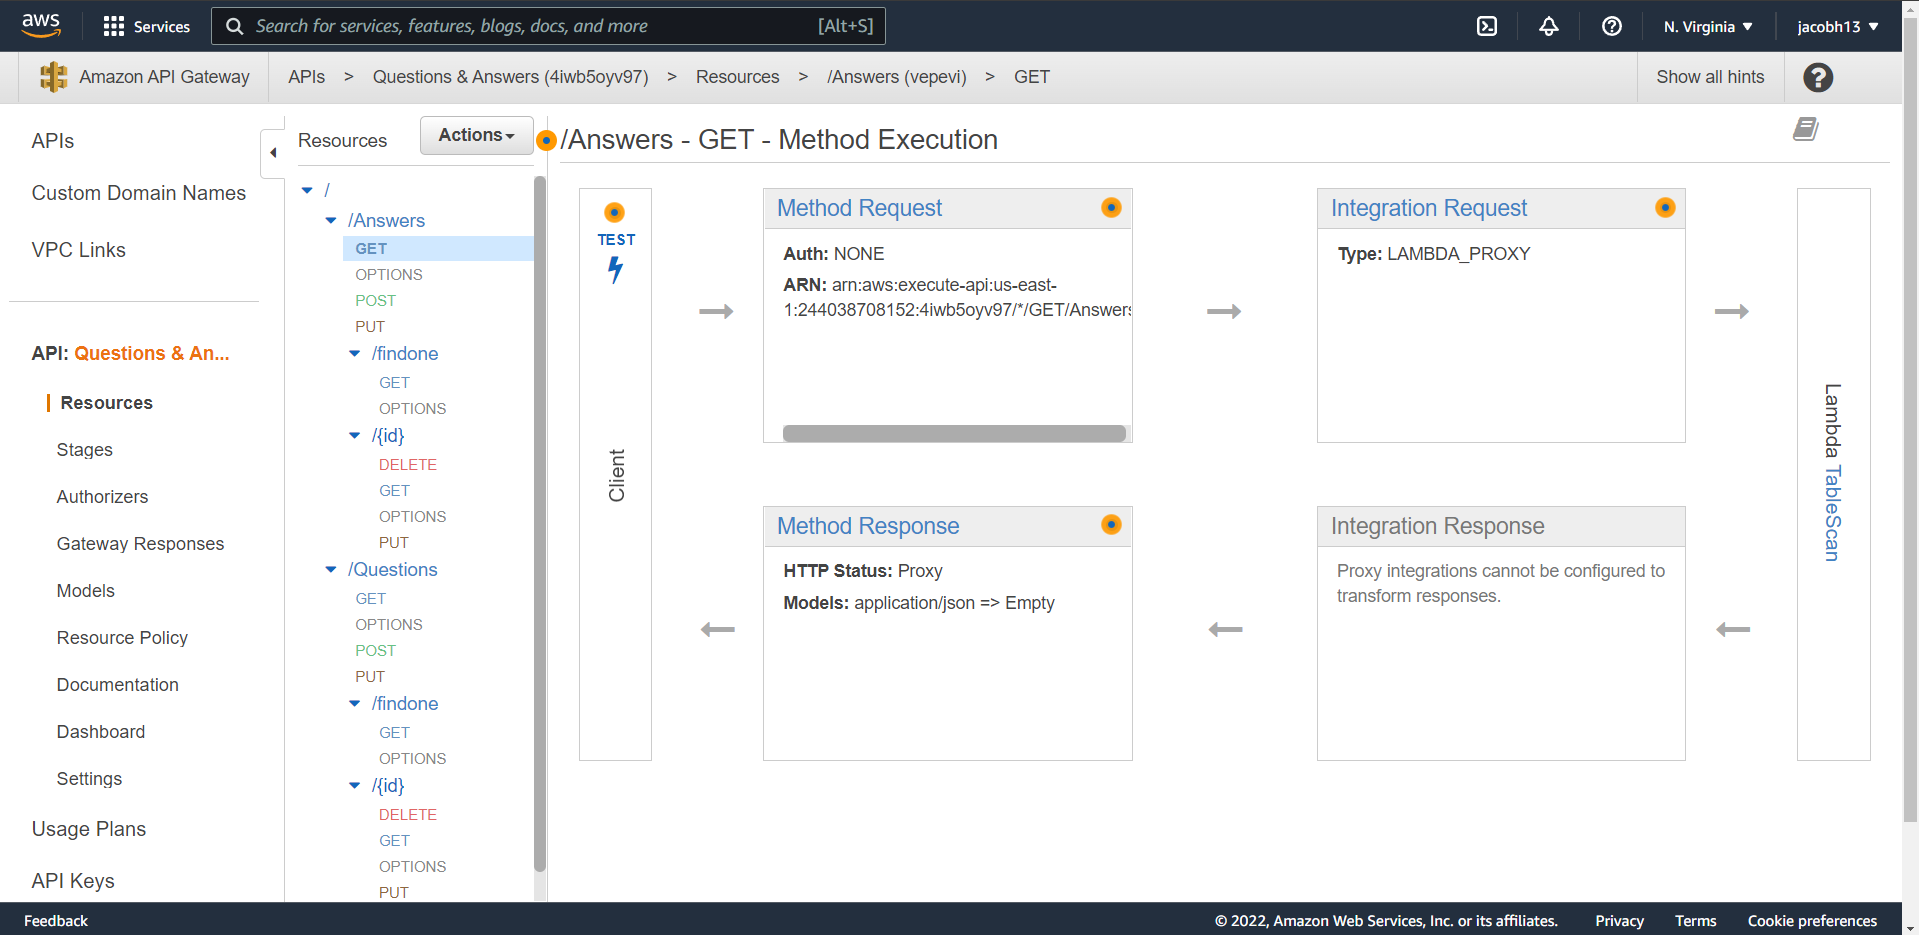 aws
Services
Search for services, features, blogs, docs, and more
[Alt+S]
N. Virginia ▼
jacobh13 ▼
Amazon API Gateway
APIs > Questions & Answers (4iwb5oyv97) > Resources > /Answers (vepevi) > GET
Show all hints
APIs
Custom Domain Names
VPC Links
API: Questions & An...
Resources
Stages
Authorizers
Gateway Responses
Models
Resource Policy
Documentation
Dashboard
Settings
Usage Plans
API Keys
Resources
Actions
/
/Answers
GET
OPTIONS
POST
PUT
/findone
GET
OPTIONS
/{id}
DELETE
GET
OPTIONS
PUT
/Questions
GET
OPTIONS
POST
PUT
/findone
GET
OPTIONS
/{id}
DELETE
GET
OPTIONS
PUT
/Answers - GET - Method Execution
TEST
Client
Method Request
Auth: NONE
ARN: arn:aws:execute-api:us-east-
1:244038708152:4iwb5oyv97/*/GET/Answers
Integration Request
Type: LAMBDA_PROXY
Lambda TableScan
Method Response
HTTP Status: Proxy
Models: application/json => Empty
Integration Response
Proxy integrations cannot be configured to
transform responses.
Feedback
© 2022, Amazon Web Services, Inc. or its affiliates.
Privacy
Terms
Cookie preferences